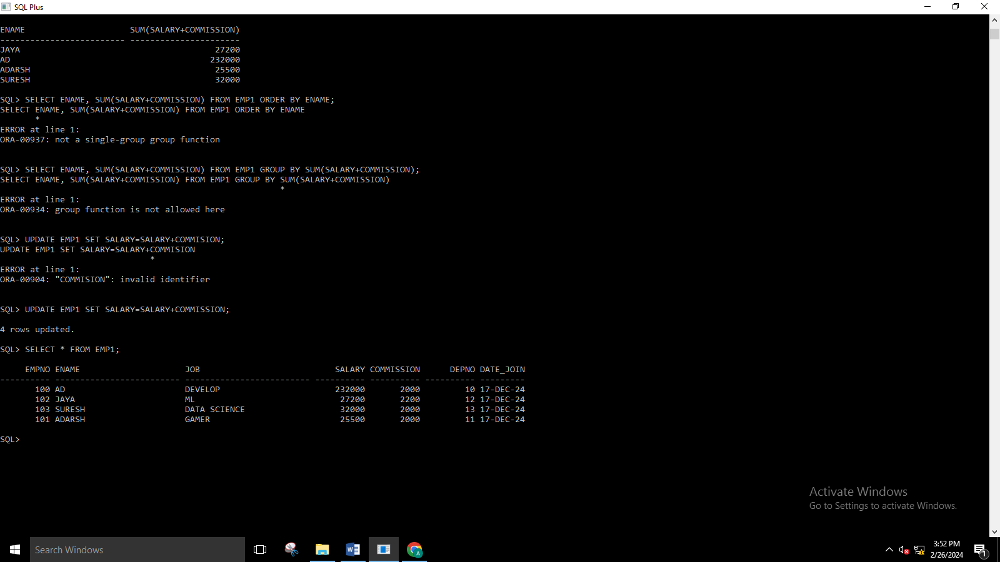 SQL Plus
ENAME                     SUM(SALARY+COMMISSION)
------------------------- ----------------------
JAYA                                       27200
AD                                        232000
ADARSH                                     25500
SURESH                                     32000
SQL> SELECT ENAME, SUM(SALARY+COMMISSION) FROM EMP1 ORDER BY ENAME;
SELECT ENAME, SUM(SALARY+COMMISSION) FROM EMP1 ORDER BY ENAME
       *
ERROR at line 1:
ORA-00937: not a single-group group function
SQL> SELECT ENAME, SUM(SALARY+COMMISSION) FROM EMP1 GROUP BY SUM(SALARY+COMMISSION);
SELECT ENAME, SUM(SALARY+COMMISSION) FROM EMP1 GROUP BY SUM(SALARY+COMMISSION)
                                                        *
ERROR at line 1:
ORA-00934: group function is not allowed here
SQL> UPDATE EMP1 SET SALARY=SALARY+COMMISION;
UPDATE EMP1 SET SALARY=SALARY+COMMISION
                              *
ERROR at line 1:
ORA-00904: "COMMISION": invalid identifier
SQL> UPDATE EMP1 SET SALARY=SALARY+COMMISSION;
4 rows updated.
SQL> SELECT * FROM EMP1;
     EMPNO ENAME                     JOB                           SALARY COMMISSION      DEPNO DATE_JOIN
---------- ------------------------- ------------------------- ---------- ---------- ---------- ---------
       100 AD                        DEVELOP                       232000       2000         10 17-DEC-24
       102 JAYA                      ML                             27200       2200         12 17-DEC-24
       103 SURESH                    DATA SCIENCE                   32000       2000         13 17-DEC-24
       101 ADARSH                    GAMER                          25500       2000         11 17-DEC-24
SQL>
Activate Windows
Go to Settings to activate Windows.
Search Windows
W
A
3:52 PM
2/26/2024
1